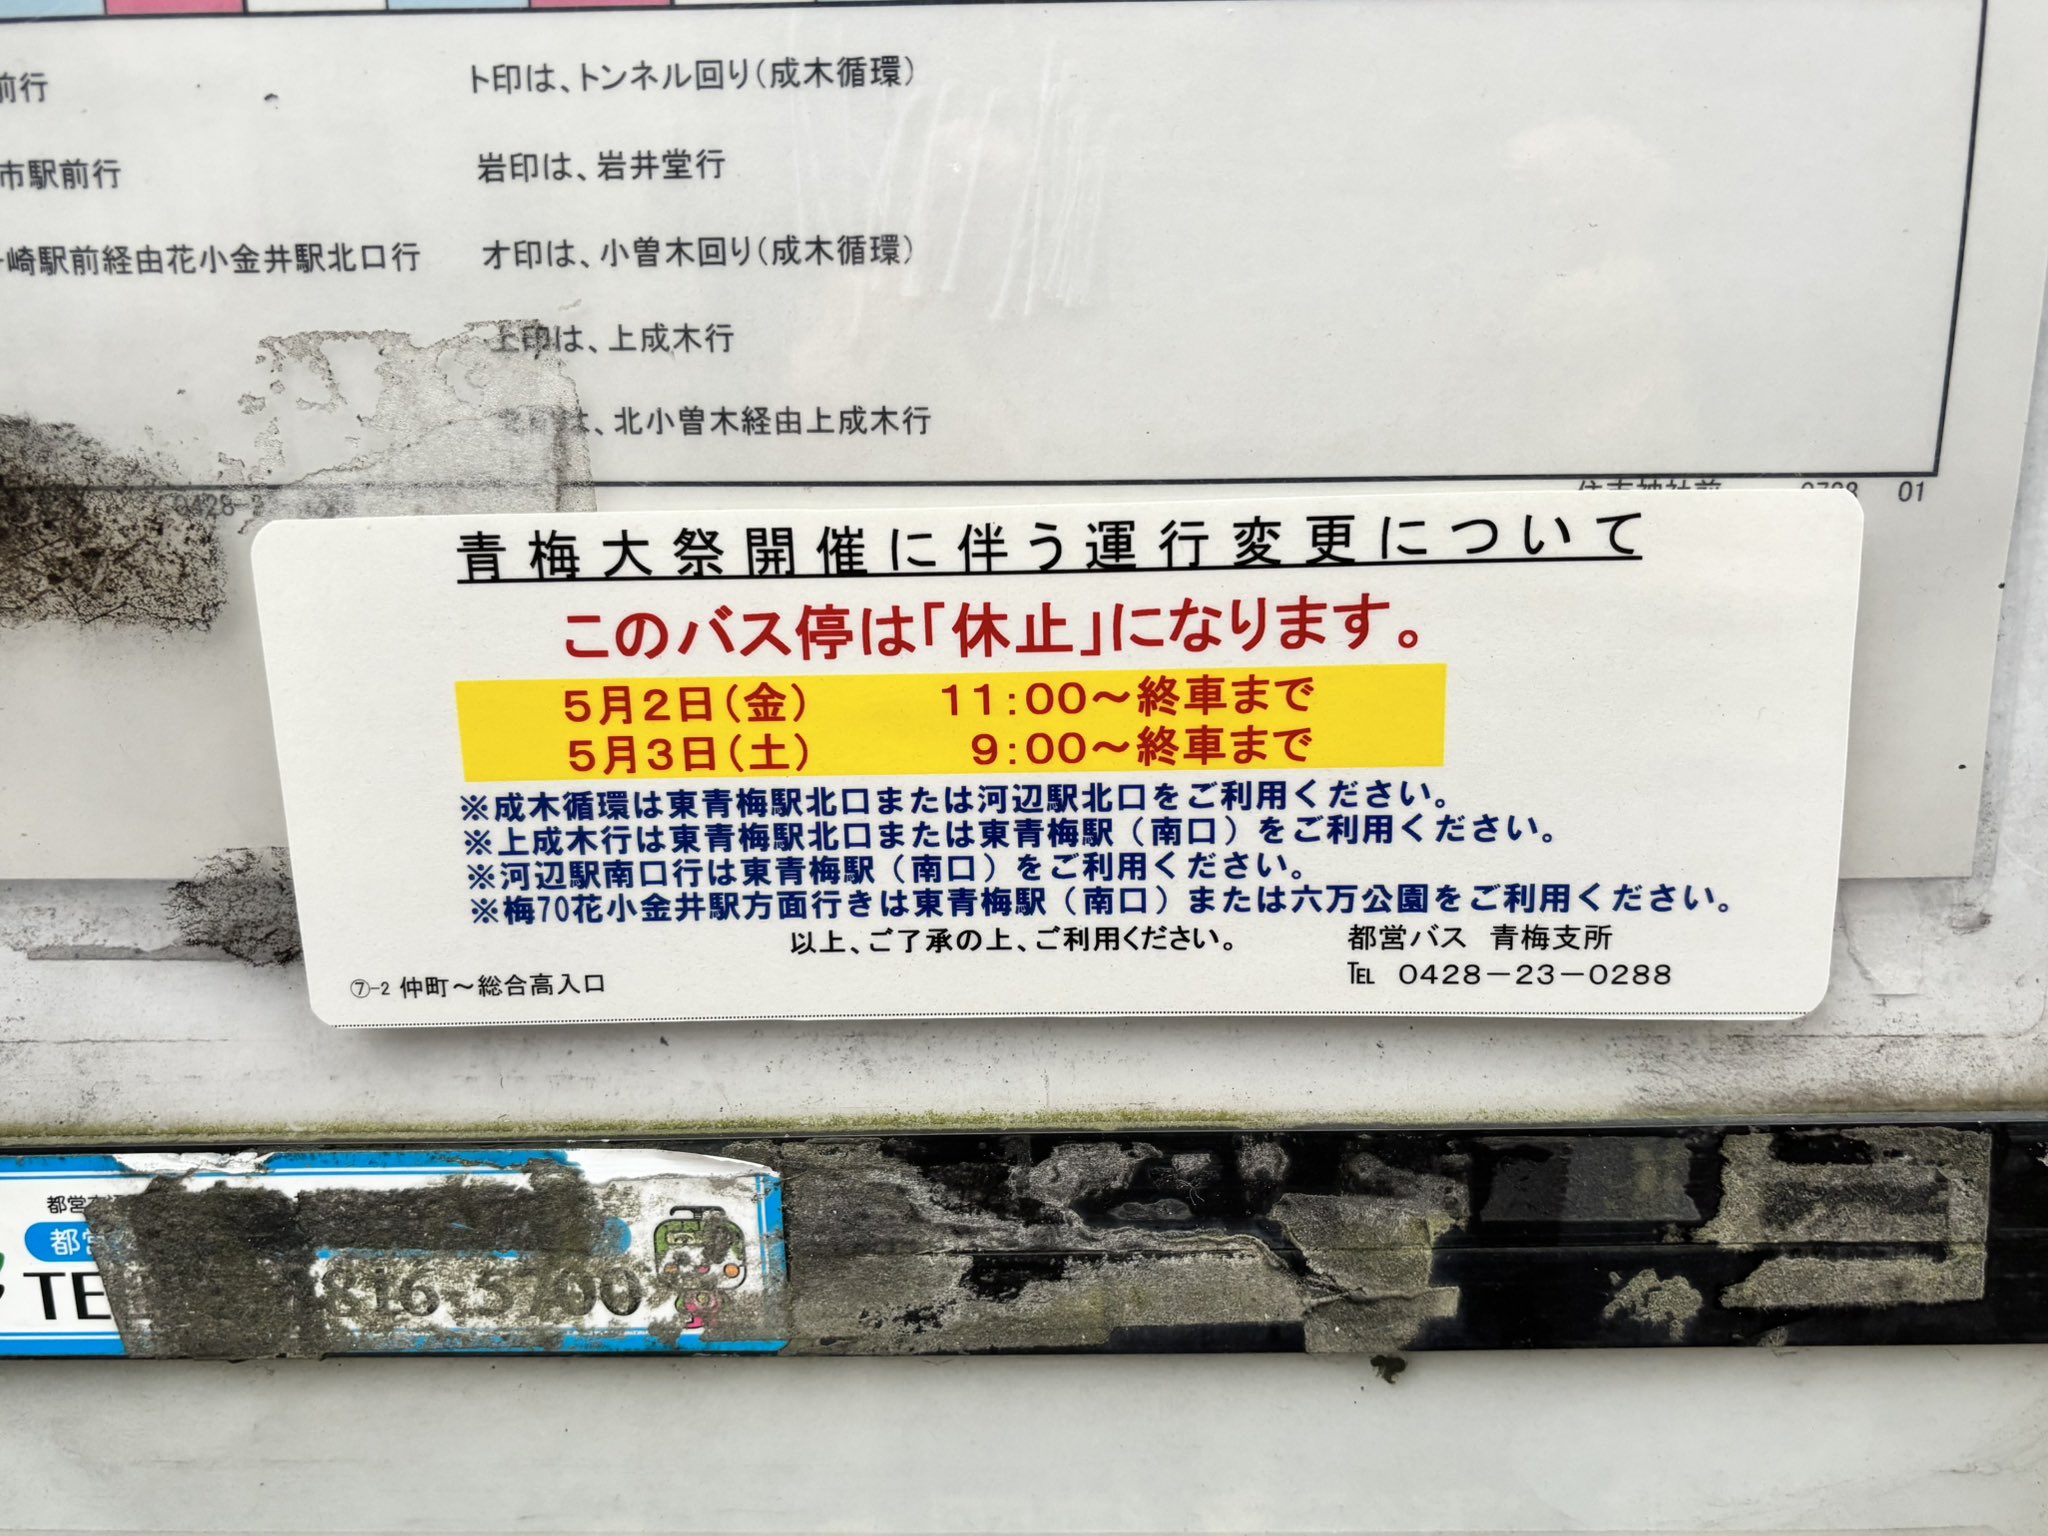 前行
ト印は、トンネル回り(成木循環)
市駅前行
岩印は、岩井堂行
崎駅前経由花小金井駅北口行
オ印は、小曽木回り(成木循環)
上印は、上成木行
は、北小曽木経由上成木行
0428-
住吉神社前 0728 01
青梅大祭開催に伴う運行変更について
このバス停は「休止」になります。
5月2日(金) 11:00~終車まで
5月3日(土) 9:00~終車まで
※成木循環は東青梅駅北口または河辺駅北口をご利用ください。
※上成木行は東青梅駅北口または東青梅駅(南口)をご利用ください。
※河辺駅南口行は東青梅駅(南口)をご利用ください。
※梅70花小金井駅方面行きは東青梅駅(南口)または六万公園をご利用ください。
以上、ご了承の上、ご利用ください。
都営バス 青梅支所
℡ 0428-23-0288
⑦-2 仲町~総合高入口
都営
都営
TE 816-5700